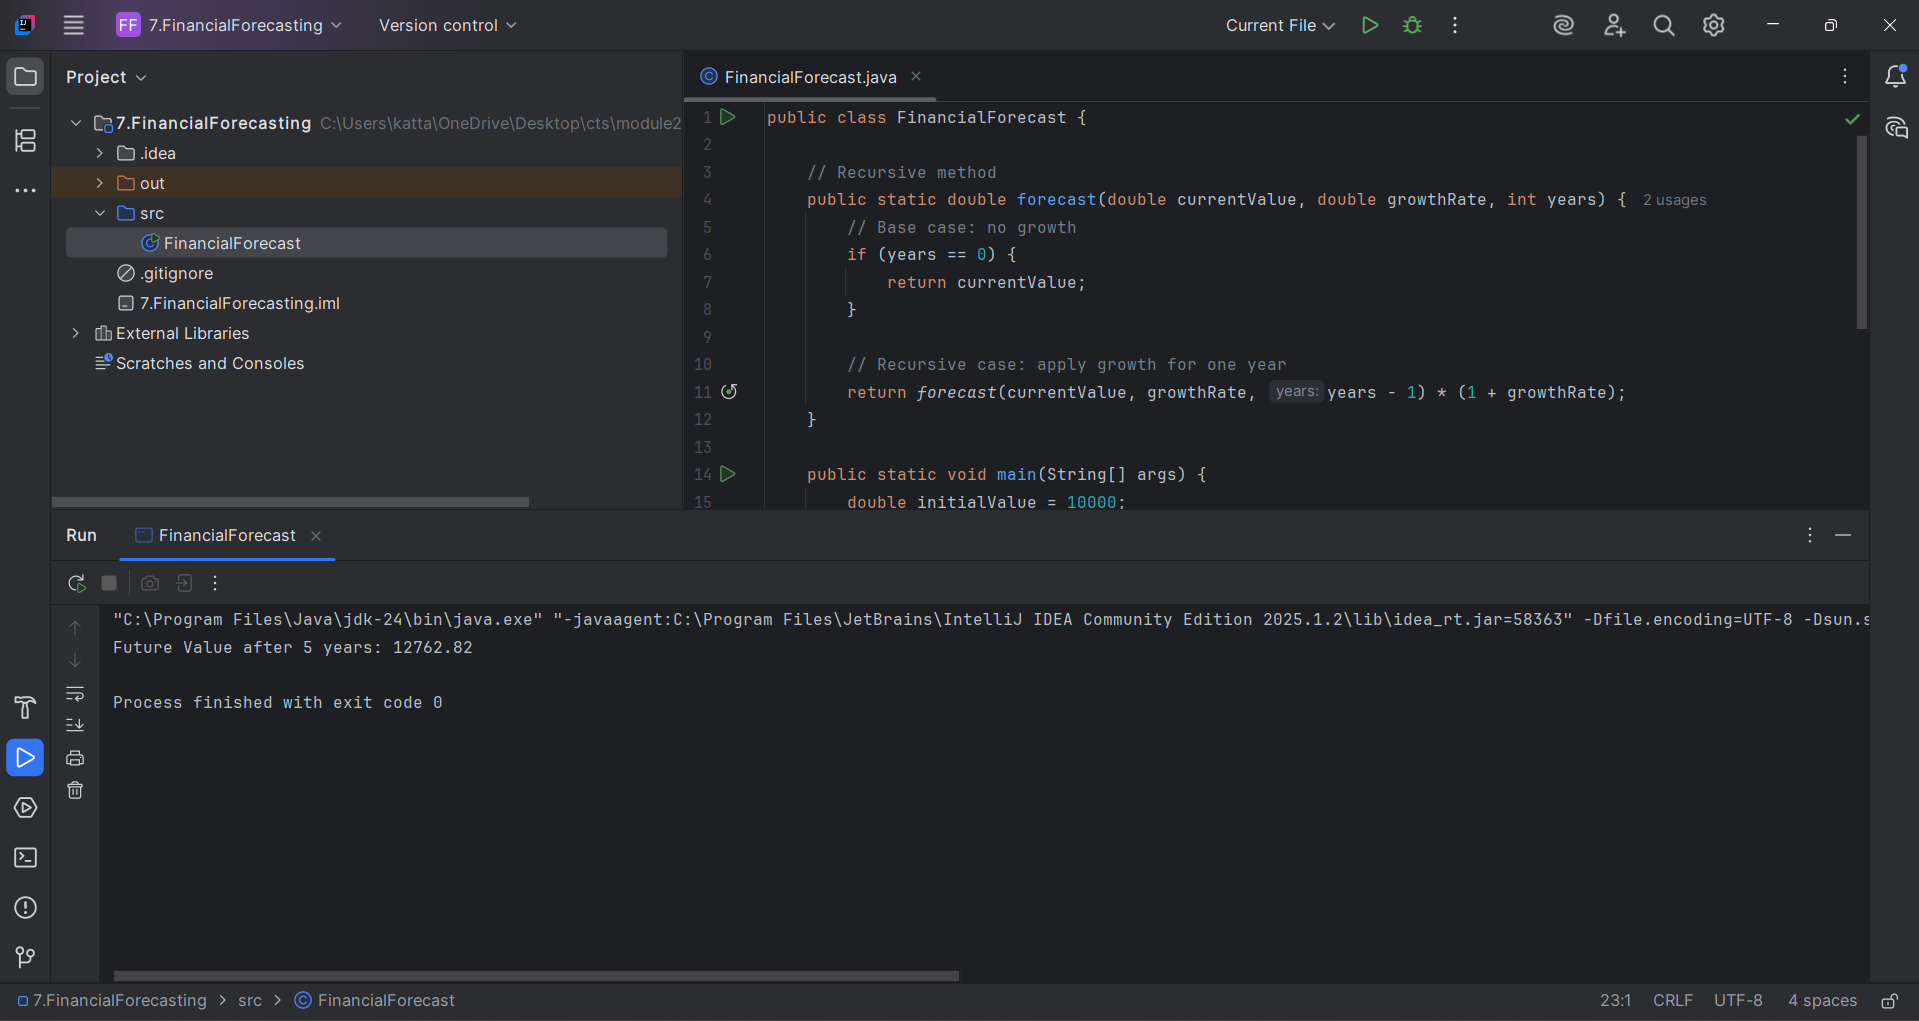 FF 7.FinancialForecasting Version control Current File
Project
7.FinancialForecasting C:\Users\katta\OneDrive\Desktop\cts\module2
.idea
out
src
FinancialForecast
.gitignore
7.FinancialForecasting.iml
External Libraries
Scratches and Consoles
FinancialForecast.java
1 public class FinancialForecast {
2
3 // Recursive method
4 public static double forecast(double currentValue, double growthRate, int years) { 2 usages
5 // Base case: no growth
6 if (years == 0) {
7 return currentValue;
8 }
9
10 // Recursive case: apply growth for one year
11 return forecast(currentValue, growthRate, years: years - 1) * (1 + growthRate);
12 }
13
14 public static void main(String[] args) {
15 double initialValue = 10000;
Run FinancialForecast
"C:\Program Files\Java\jdk-24\bin\java.exe" "-javaagent:C:\Program Files\JetBrains\IntelliJ IDEA Community Edition 2025.1.2\lib\idea_rt.jar=58363" -Dfile.encoding=UTF-8 -Dsun.s
Future Value after 5 years: 12762.82
Process finished with exit code 0
7.FinancialForecasting > src > FinancialForecast 23:1 CRLF UTF-8 4 spaces